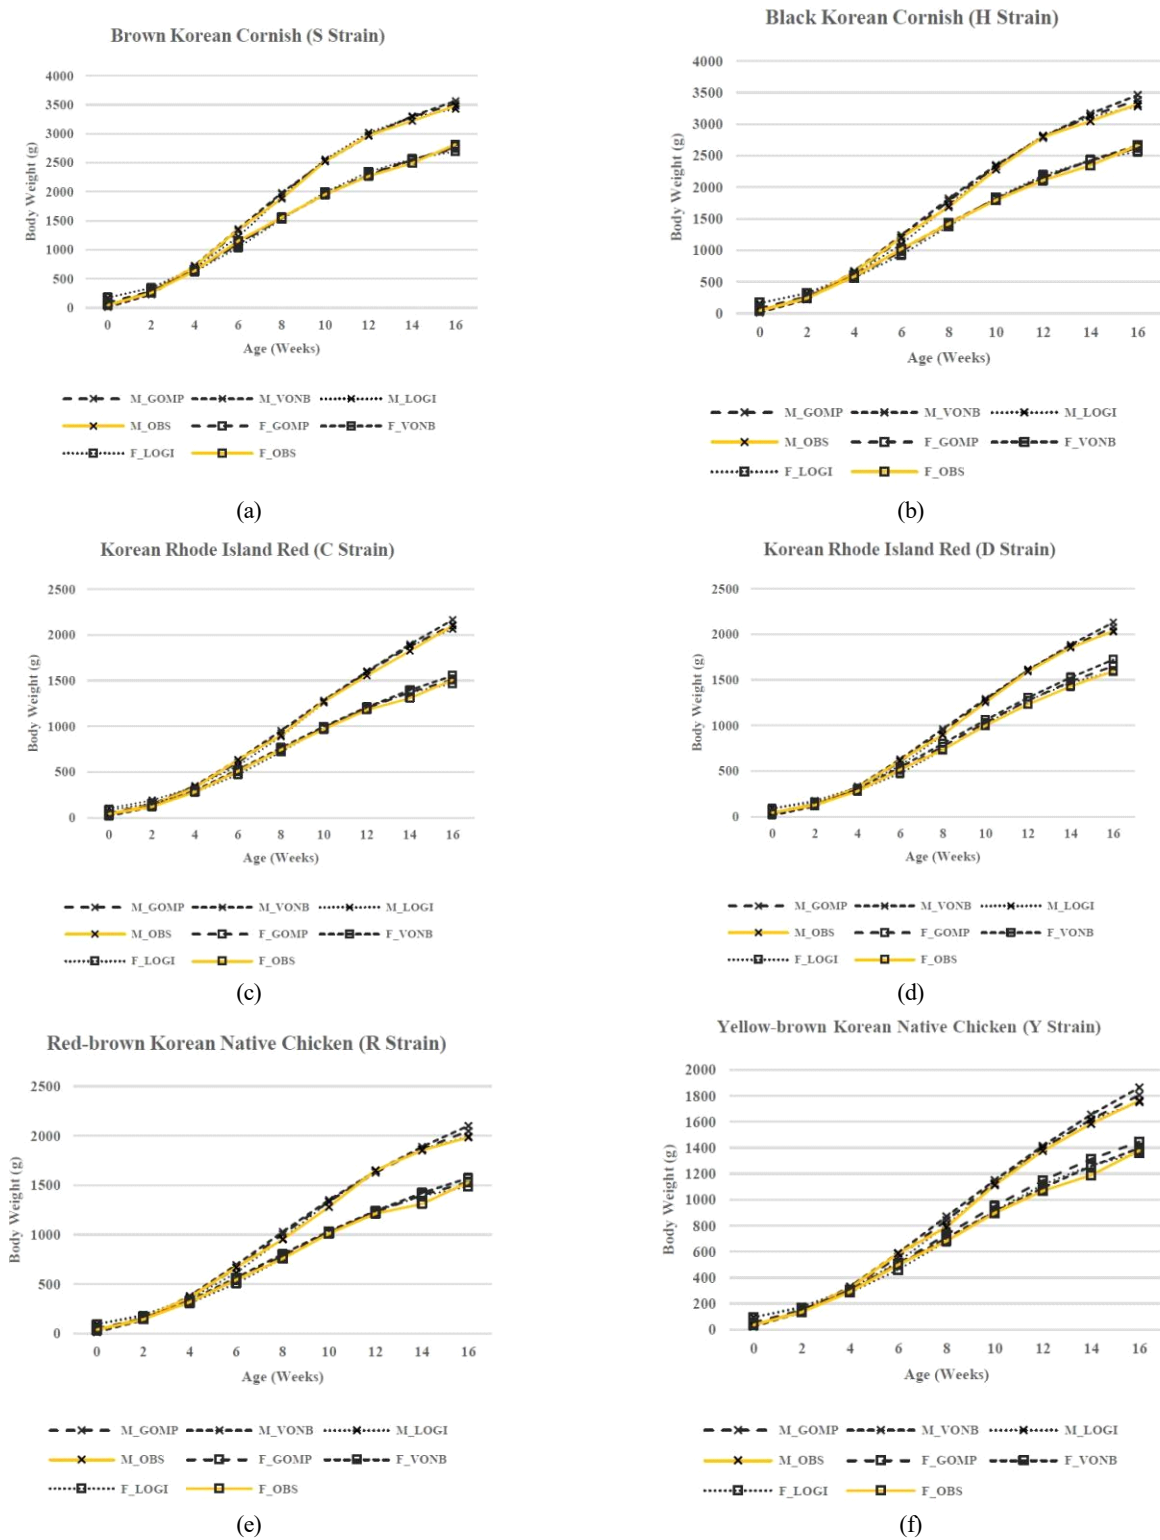 Brown Korean Cornish (S Strain)
4000
3500
3000
2500
2000
1500
1000
500
0
Body Weight (g)
0 2 4 6 8 10 12 14 16
Age (Weeks)
M_GOMP M_VONB M_LOGI
M_OBS F_GOMP F_VONB
F_LOGI F_OBS
(a)
Black Korean Cornish (H Strain)
4000
3500
3000
2500
2000
1500
1000
500
0
Body Weight (g)
0 2 4 6 8 10 12 14 16
Age (Weeks)
M_GOMP M_VONB M_LOGI
M_OBS F_GOMP F_VONB
F_LOGI F_OBS
(b)
Korean Rhode Island Red (C Strain)
2500
2000
1500
1000
500
0
Body Weight (g)
0 2 4 6 8 10 12 14 16
Age (Weeks)
M_GOMP M_VONB M_LOGI
M_OBS F_GOMP F_VONB
F_LOGI F_OBS
(c)
Korean Rhode Island Red (D Strain)
2500
2000
1500
1000
500
0
Body Weight (g)
0 2 4 6 8 10 12 14 16
Age (Weeks)
M_GOMP M_VONB M_LOGI
M_OBS F_GOMP F_VONB
F_LOGI F_OBS
(d)
Red-brown Korean Native Chicken (R Strain)
2500
2000
1500
1000
500
0
Body Weight (g)
0 2 4 6 8 10 12 14 16
Age (Weeks)
M_GOMP M_VONB M_LOGI
M_OBS F_GOMP F_VONB
F_LOGI F_OBS
(e)
Yellow-brown Korean Native Chicken (Y Strain)
2000
1800
1600
1400
1200
1000
800
600
400
200
0
Body Weight (g)
0 2 4 6 8 10 12 14 16
Age (Weeks)
M_GOMP M_VONB M_LOGI
M_OBS F_GOMP F_VONB
F_LOGI F_OBS
(f)